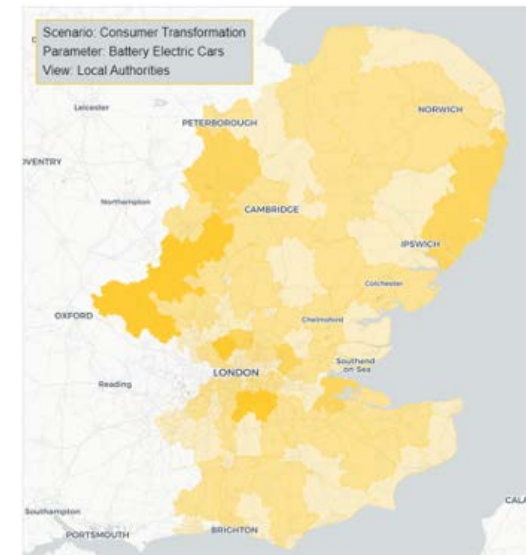 Scenario: Consumer Transformation
Parameter: Battery Electric Cars
View: Local Authorities
Leicester
NORWICH
PETERBOROUGH
OVENTRY
Northampton
CAMBRIDGE
IPSWICH
Colchester
OXFORD
Chelmsford
Southend
on Sea
LONDON
Reading
CALA
Southampton
BRIGHTON
PORTSMOUTH